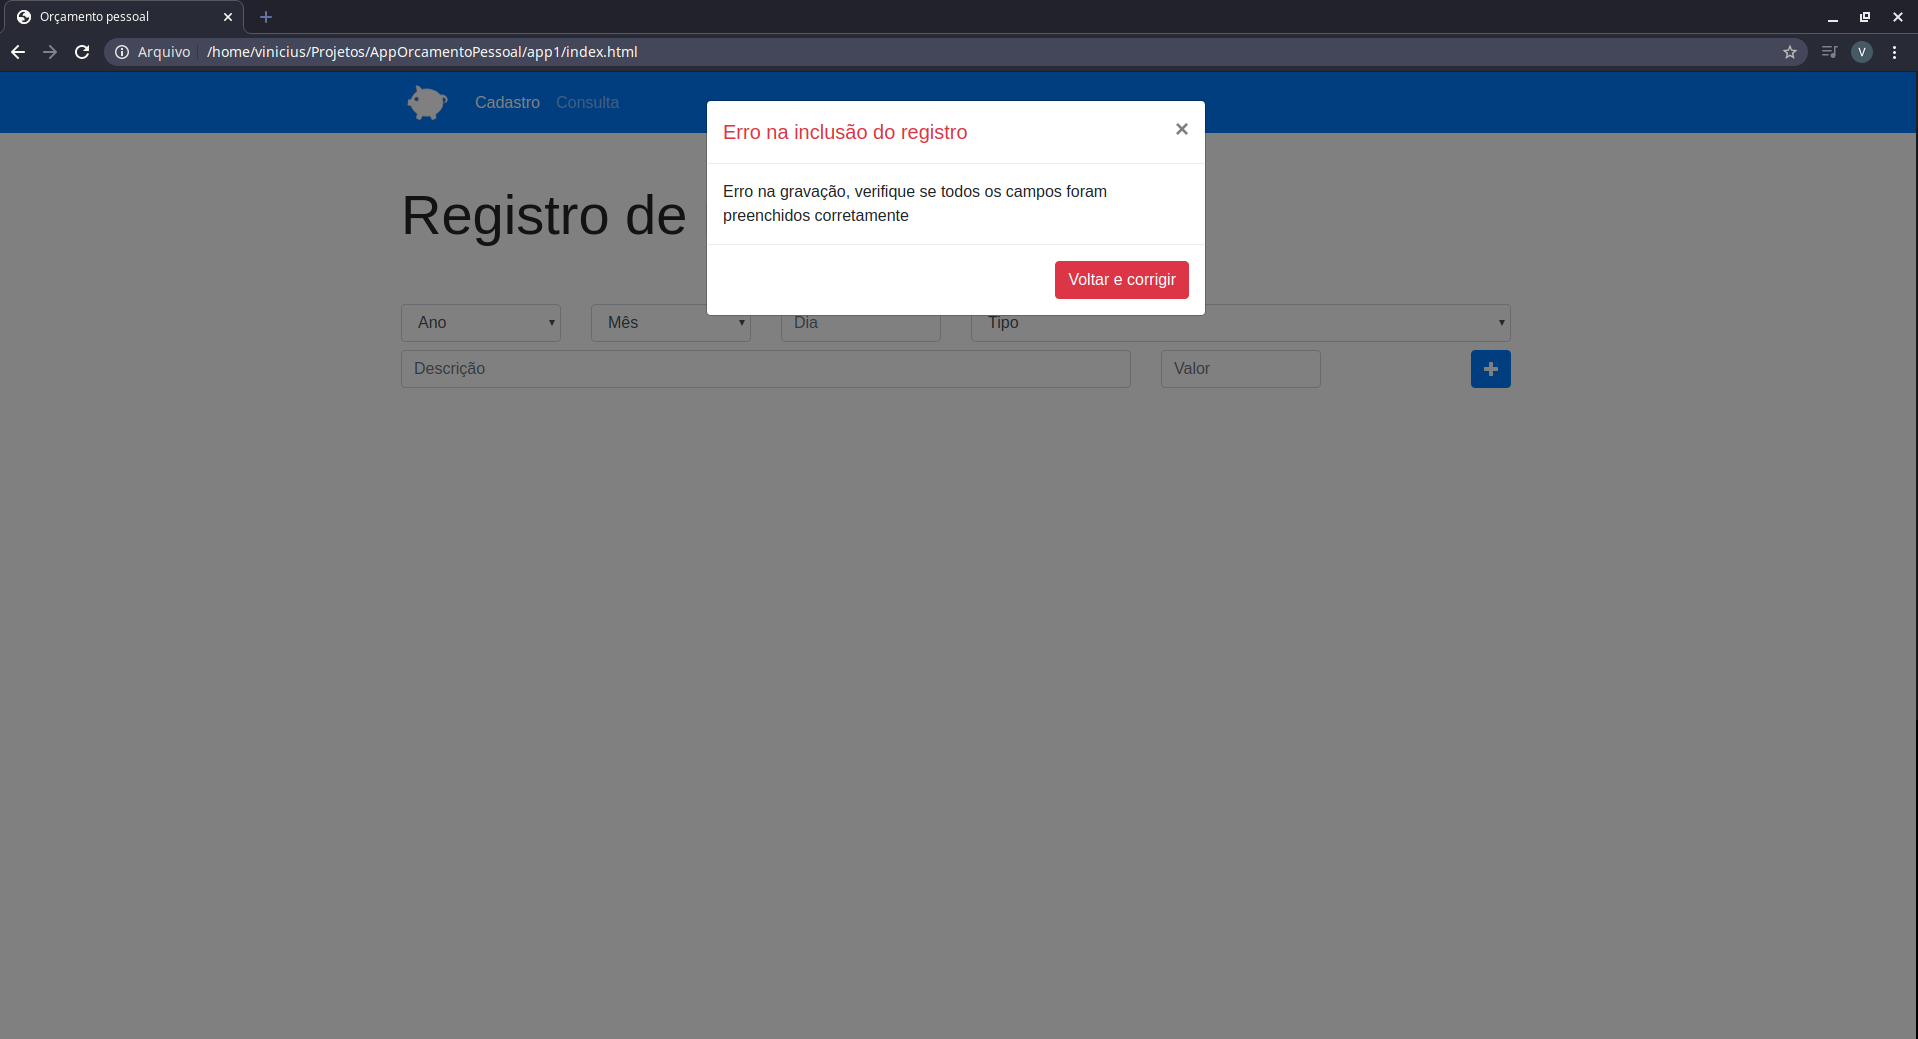 Orçamento pessoal
Arquivo /home/vinicius/Projetos/AppOrcamentoPessoal/app1/index.html
V
Cadastro Consulta
Erro na inclusão do registro
×
Erro na gravação, verifique se todos os campos foram
preenchidos corretamente
Voltar e corrigir
Registro de
Ano Mês Dia Tipo
Descrição Valor